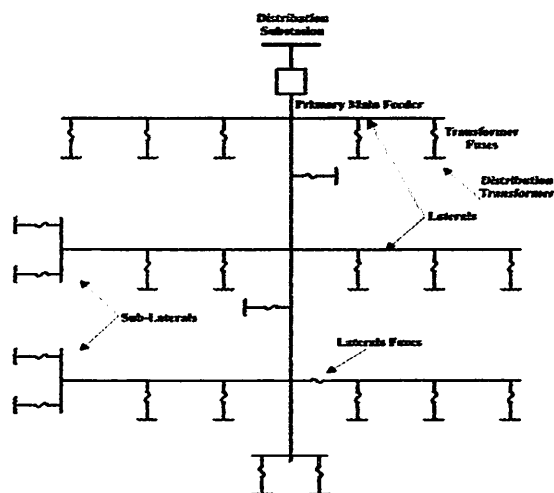 Distribution
Substation
Primary Main Feeder
Transformer
Fuses
Distribution
Transformer
Laterals
Sub-Laterals
Laterals Fuses